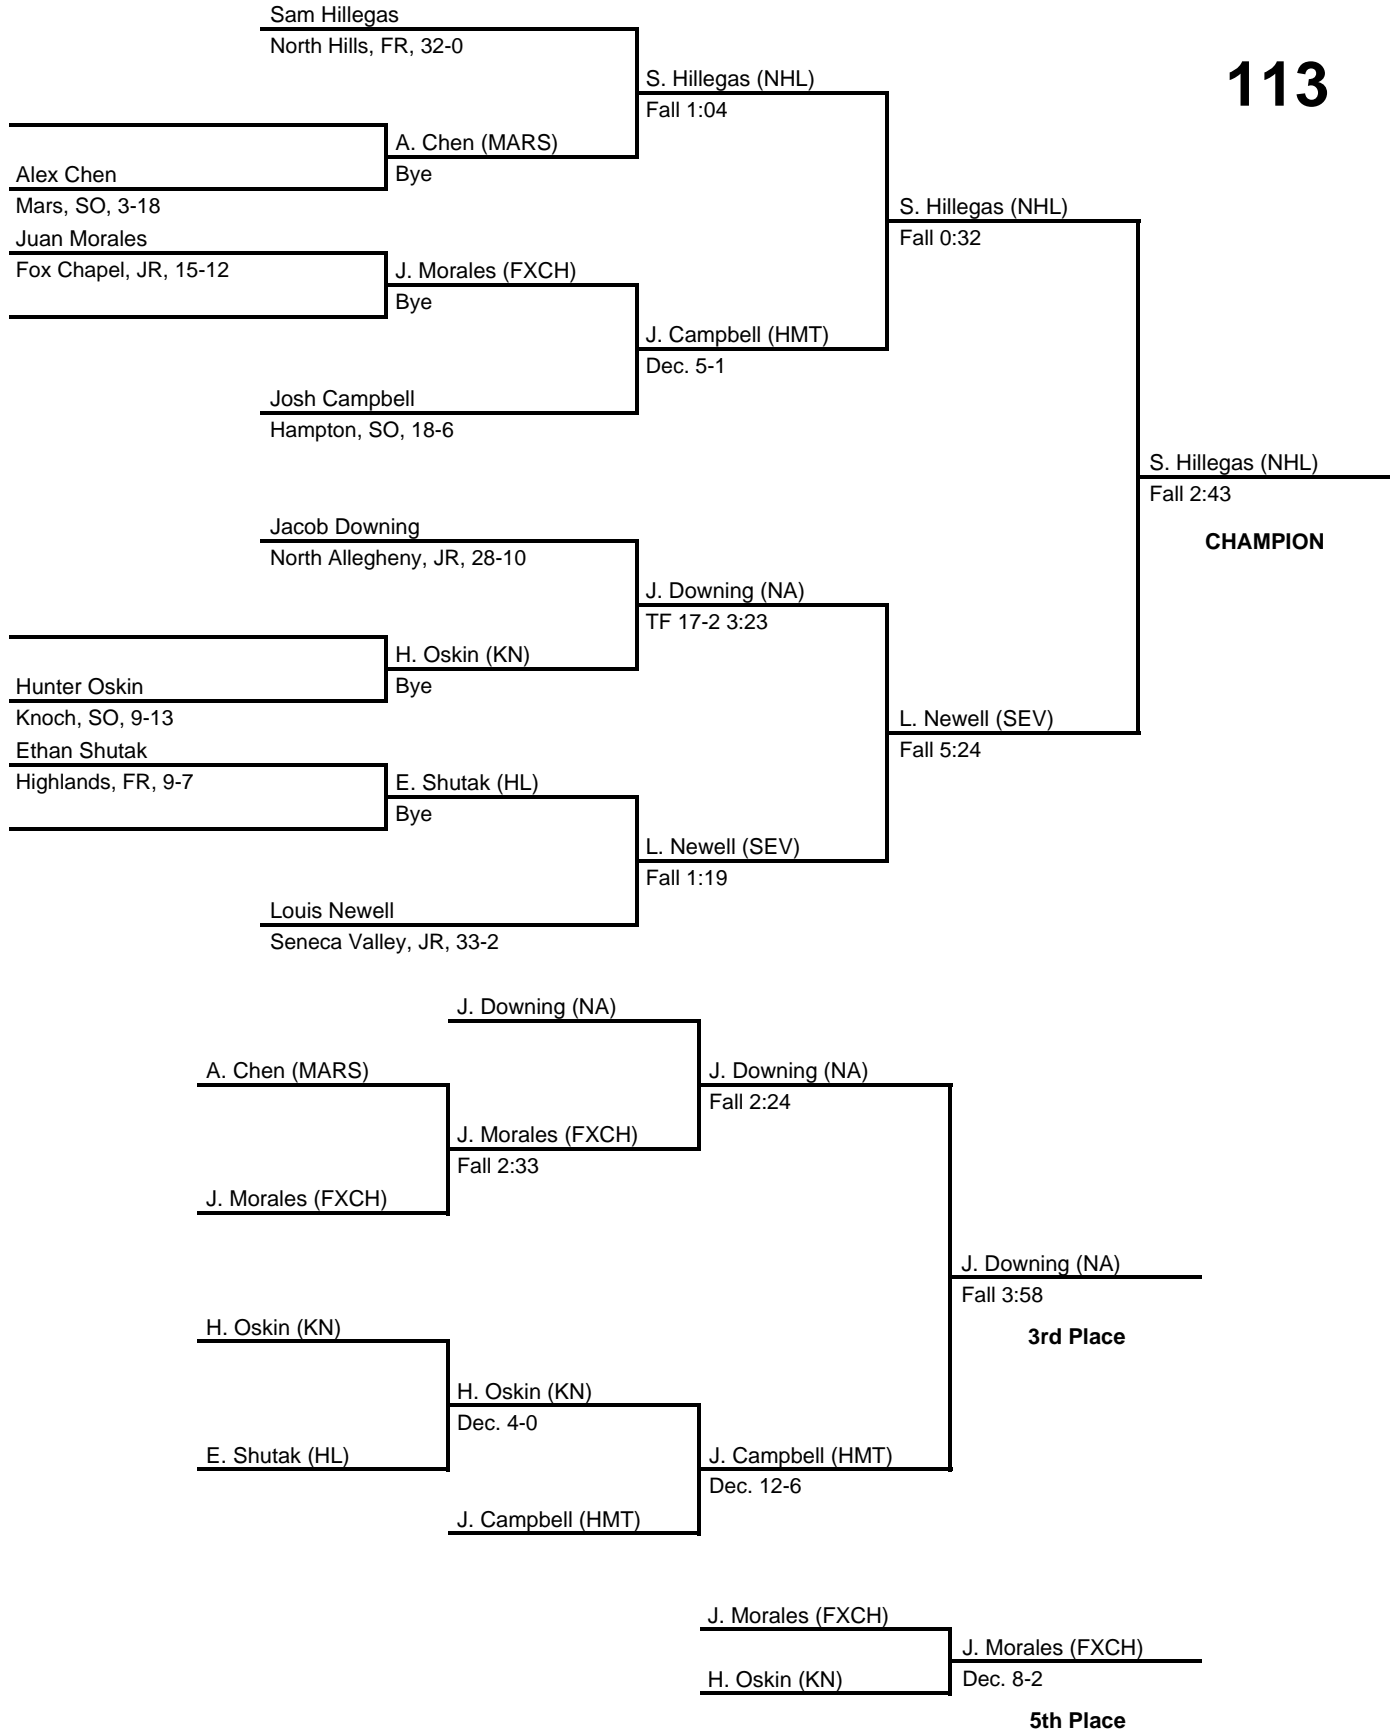 Sam Hillegas
North Hills, FR, 32-0
113
S. Hillegas (NHL)
Fall 1:04
A. Chen (MARS)
Bye
Alex Chen
Mars, SO, 3-18
S. Hillegas (NHL)
Fall 0:32
Juan Morales
Fox Chapel, JR, 15-12
J. Morales (FXCH)
Bye
J. Campbell (HMT)
Dec. 5-1
Josh Campbell
Hampton, SO, 18-6
S. Hillegas (NHL)
Fall 2:43
CHAMPION
Jacob Downing
North Allegheny, JR, 28-10
J. Downing (NA)
TF 17-2 3:23
H. Oskin (KN)
Bye
Hunter Oskin
Knoch, SO, 9-13
L. Newell (SEV)
Fall 5:24
Ethan Shutak
Highlands, FR, 9-7
E. Shutak (HL)
Bye
L. Newell (SEV)
Fall 1:19
Louis Newell
Seneca Valley, JR, 33-2
J. Downing (NA)
A. Chen (MARS)
J. Downing (NA)
Fall 2:24
J. Morales (FXCH)
Fall 2:33
J. Morales (FXCH)
J. Downing (NA)
Fall 3:58
3rd Place
H. Oskin (KN)
H. Oskin (KN)
Dec. 4-0
E. Shutak (HL)
J. Campbell (HMT)
Dec. 12-6
J. Campbell (HMT)
J. Morales (FXCH)
J. Morales (FXCH)
Dec. 8-2
H. Oskin (KN)
5th Place